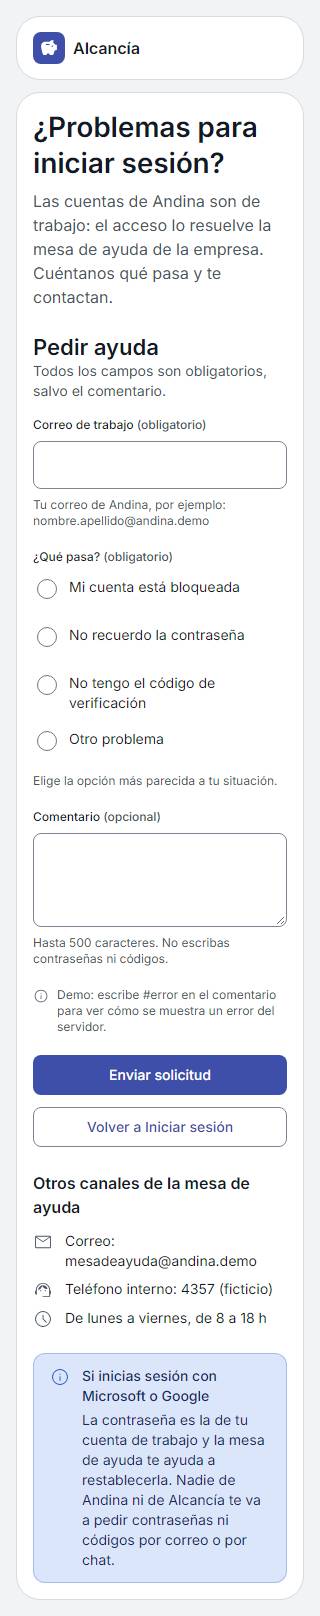 Alcancía
¿Problemas para
iniciar sesión?
Las cuentas de Andina son de
trabajo: el acceso lo resuelve la
mesa de ayuda de la empresa.
Cuéntanos qué pasa y te
contactan.
Pedir ayuda
Todos los campos son obligatorios,
salvo el comentario.
Correo de trabajo (obligatorio)
Tu correo de Andina, por ejemplo:
nombre.apellido@andina.demo
¿Qué pasa? (obligatorio)
Mi cuenta está bloqueada
No recuerdo la contraseña
No tengo el código de
verificación
Otro problema
Elige la opción más parecida a tu situación.
Comentario (opcional)
Hasta 500 caracteres. No escribas
contraseñas ni códigos.
Demo: escribe #error en el comentario
para ver cómo se muestra un error del
servidor.
Enviar solicitud
Volver a Iniciar sesión
Otros canales de la mesa de
ayuda
Correo:
mesadeayuda@andina.demo
Teléfono interno: 4357 (ficticio)
De lunes a viernes, de 8 a 18 h
Si inicias sesión con
Microsoft o Google
La contraseña es la de tu
cuenta de trabajo y la mesa
de ayuda te ayuda a
restablecerla. Nadie de
Andina ni de Alcancía te va
a pedir contraseñas ni
códigos por correo o por
chat.